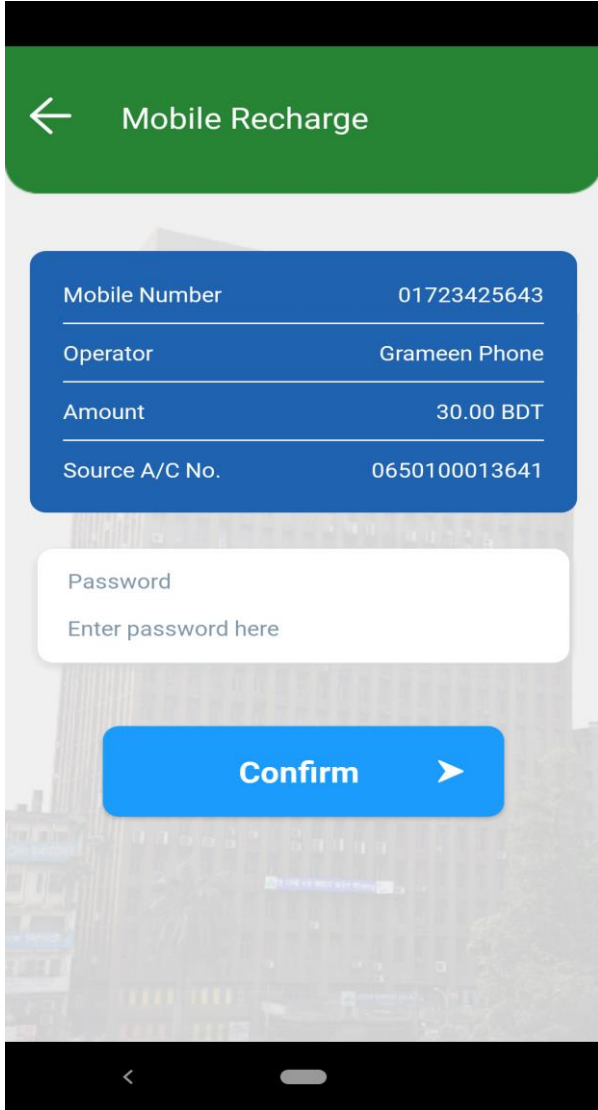 Mobile Recharge
Mobile Number 01723425643
Operator Grameen Phone
Amount 30.00 BDT
Source A/C No. 0650100013641
Password
Enter password here
Confirm